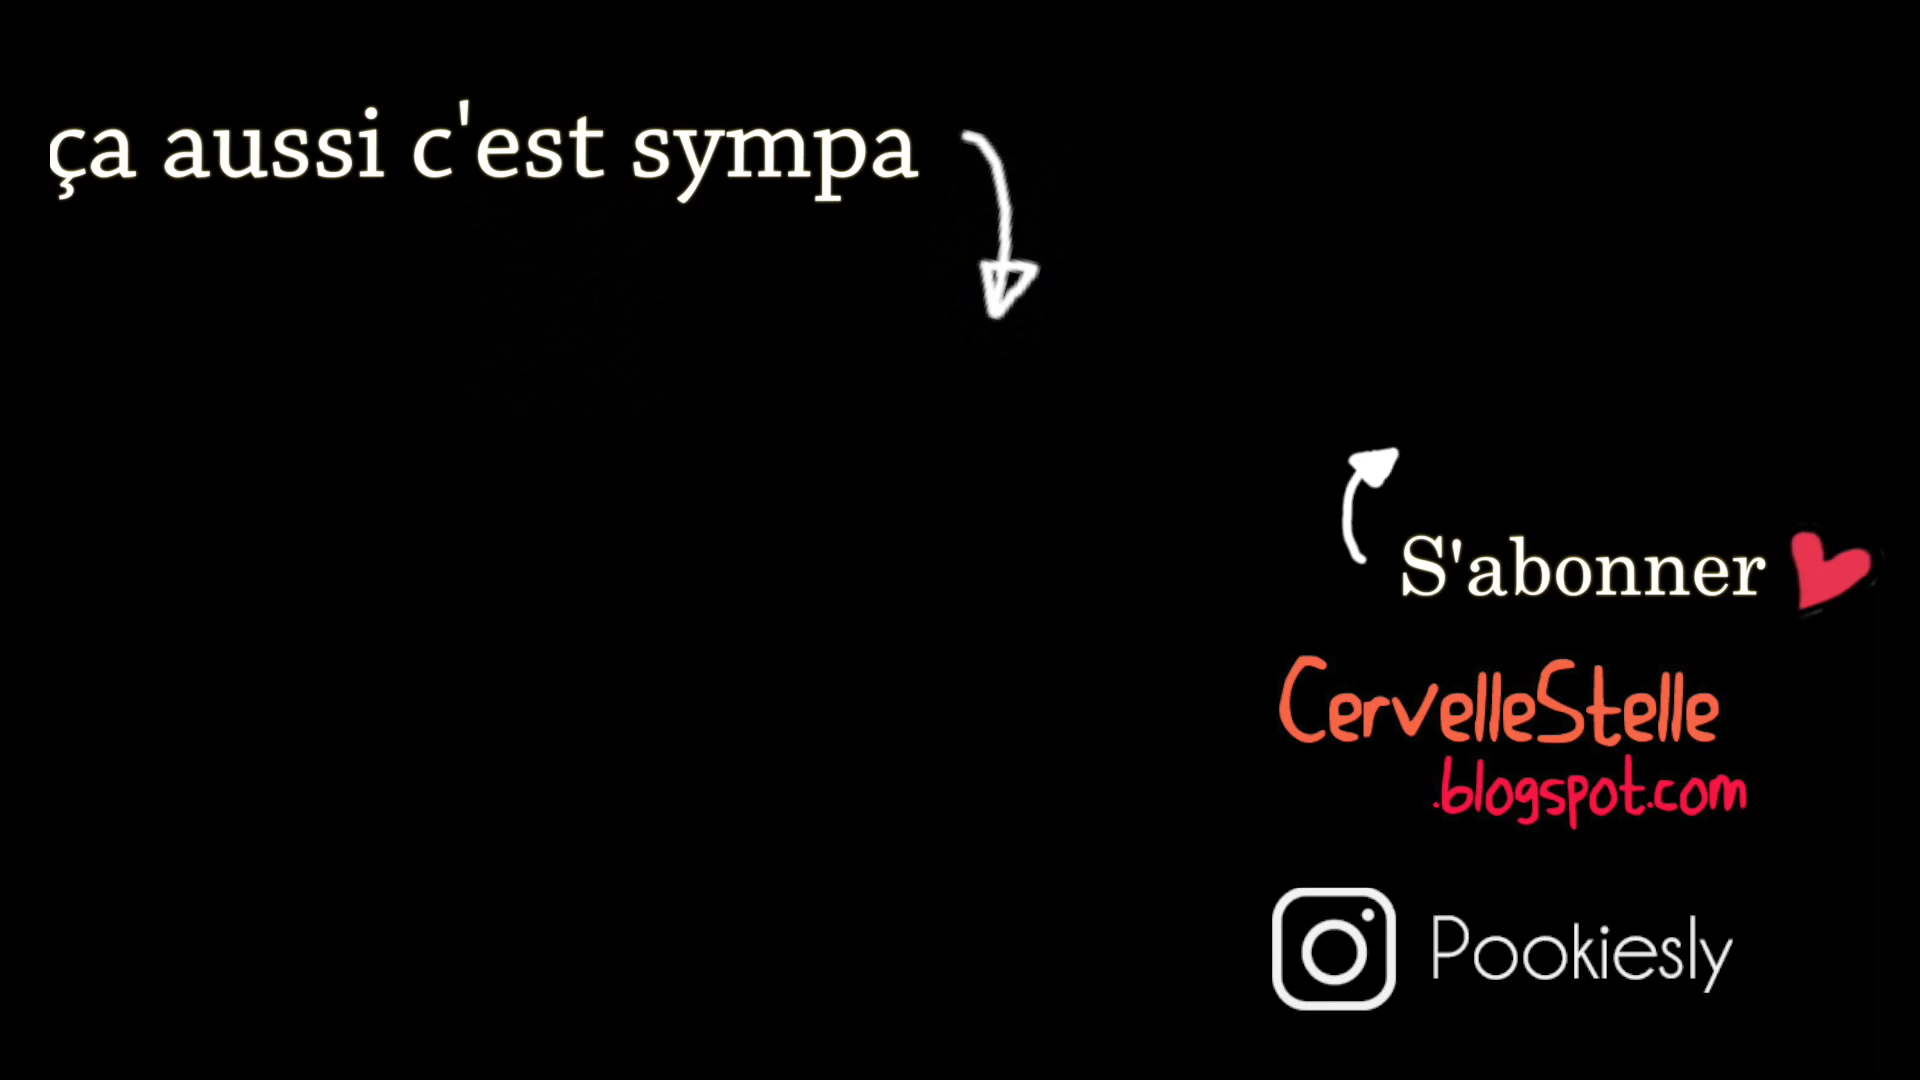 ça aussi c'est sympa
S'abonner
CervelleStelle
.blogspot.com
Pookiesly